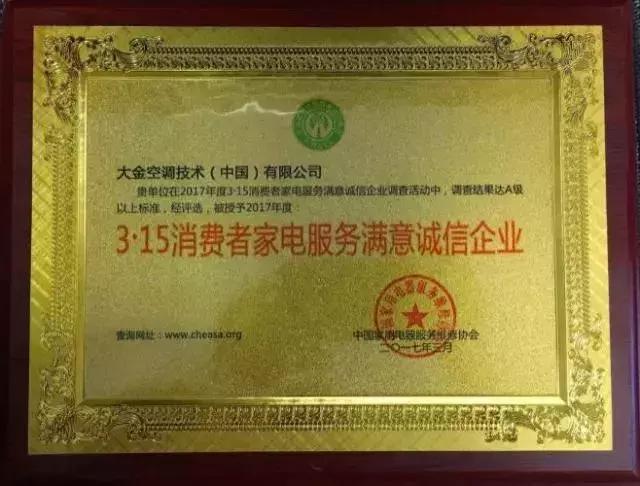 大金空调技术（中国）有限公司
贵单位在2017年度3·15消费者家电服务满意诚信企业调查活动中，调查结果达A级
以上标准，经评选，被授予2017年度：
3·15消费者家电服务满意诚信企业
查询网址：www.cheasa.org
中国家用电器服务维修协会
二〇一七年三月